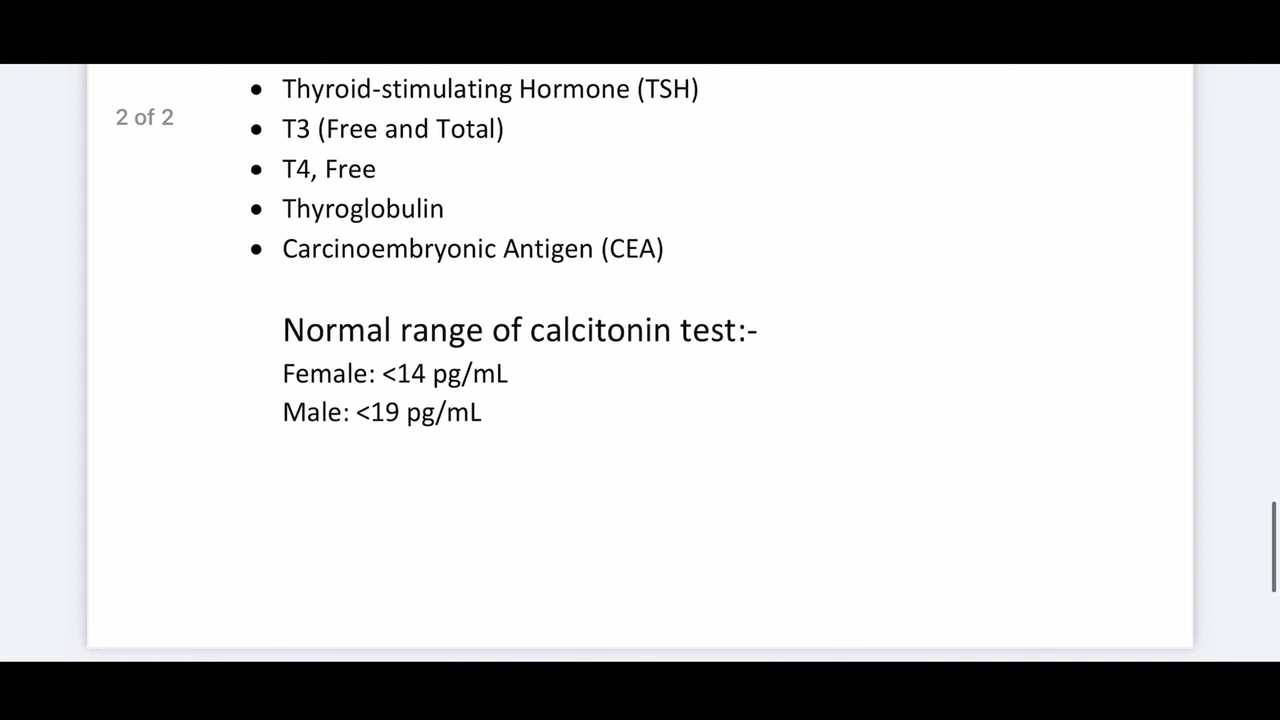 • Thyroid-stimulating Hormone (TSH)
2 of 2
• T3 (Free and Total)
• T4, Free
• Thyroglobulin
• Carcinoembryonic Antigen (CEA)
Normal range of calcitonin test:-
Female: <14 pg/mL
Male: <19 pg/mL